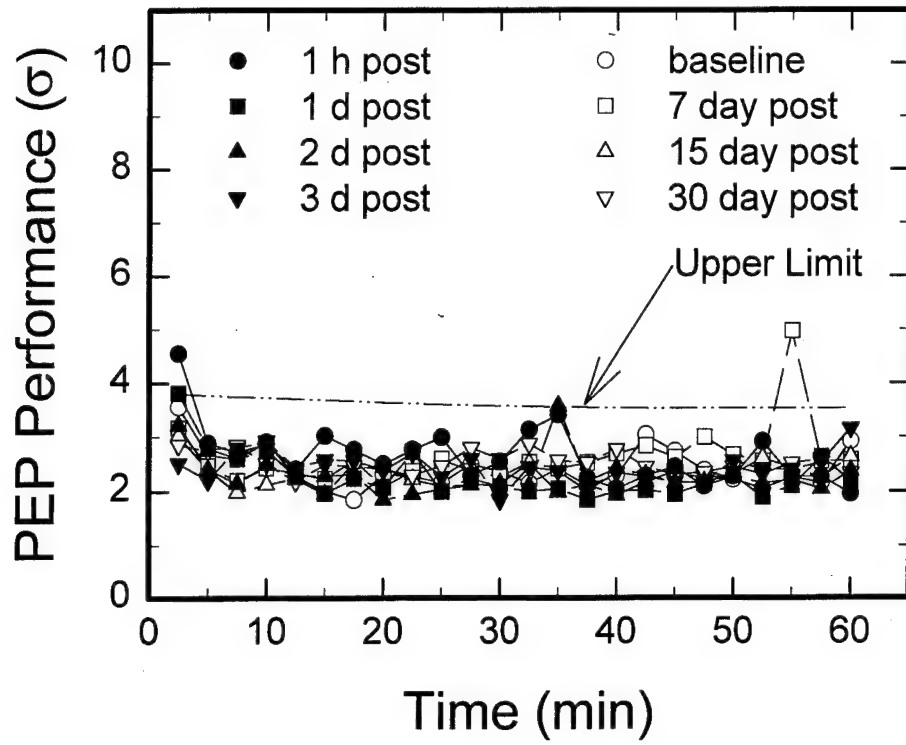 PEP Performance (σ)
10
8
6
4
2
0
1 h post
1 d post
2 d post
3 d post
baseline
7 day post
15 day post
30 day post
Upper Limit
0 10 20 30 40 50 60
Time (min)